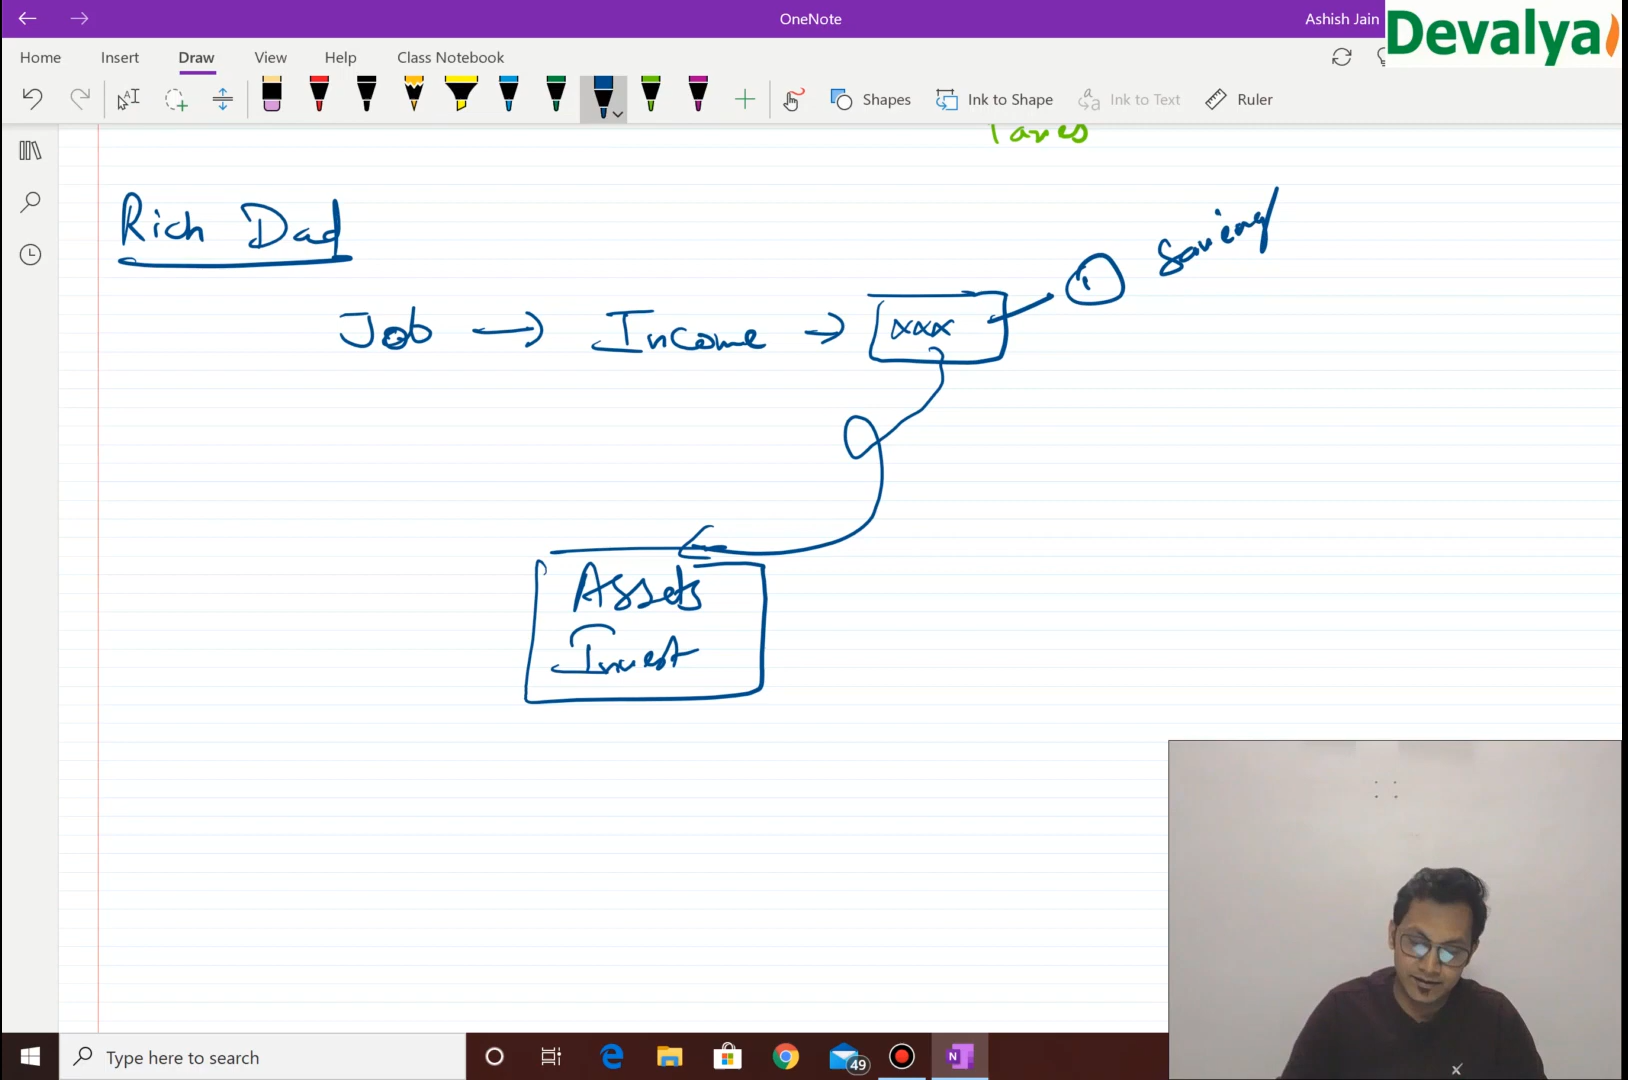 OneNote
Ashish Jain
Devalya
Home Insert Draw View Help Class Notebook
Shapes Ink to Shape Ink to Text Ruler
Taxes
Rich Dad
saving
1
Job → Income → xxx
Assets
Invest
Type here to search
49
N